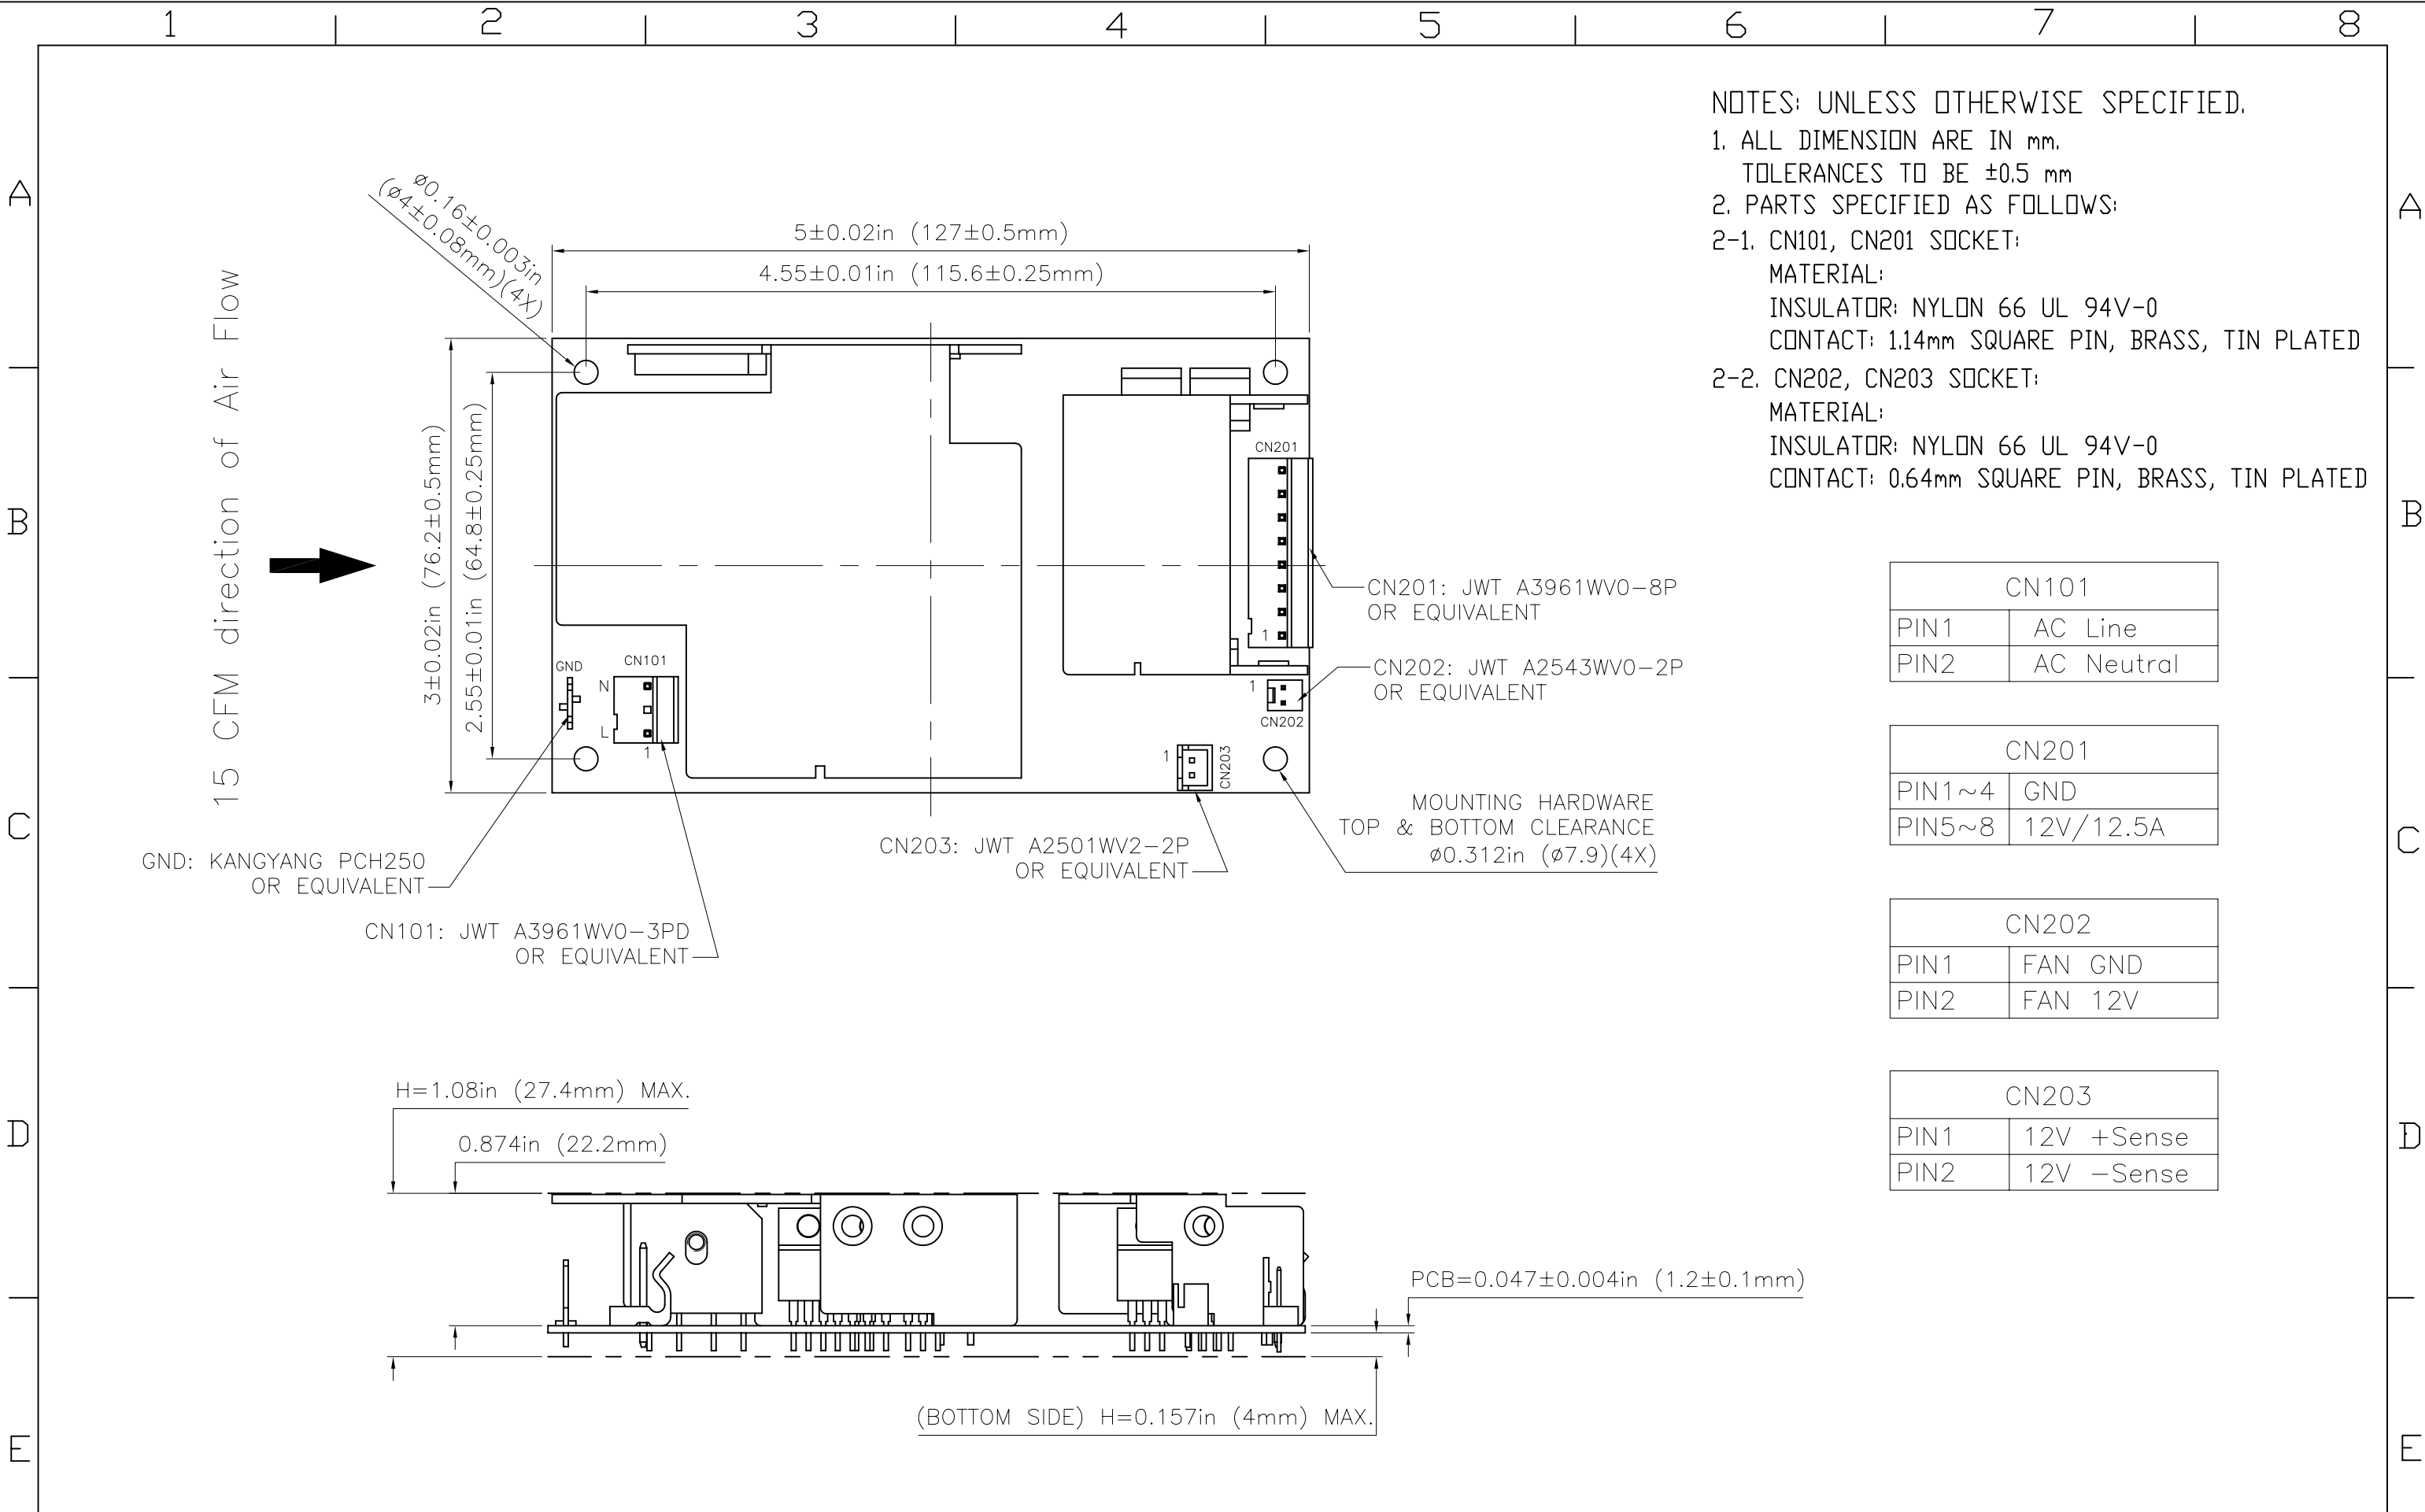 1 2 3 4 5 6 7 8
NOTES: UNLESS OTHERWISE SPECIFIED.
1. ALL DIMENSION ARE IN mm.
TOLERANCES TO BE ±0.5 mm
2. PARTS SPECIFIED AS FOLLOWS:
2-1. CN101, CN201 SOCKET:
MATERIAL:
INSULATOR: NYLON 66 UL 94V-0
CONTACT: 1.14mm SQUARE PIN, BRASS, TIN PLATED
2-2. CN202, CN203 SOCKET:
MATERIAL:
INSULATOR: NYLON 66 UL 94V-0
CONTACT: 0.64mm SQUARE PIN, BRASS, TIN PLATED
A
A
B
B
C
C
D
D
E
E
ø0.16±0.003in
(ø4±0.08mm)(4X)
5±0.02in (127±0.5mm)
4.55±0.01in (115.6±0.25mm)
15 CFM direction of Air Flow
3±0.02in (76.2±0.5mm)
2.55±0.01in (64.8±0.25mm)
CN201
1
CN201: JWT A3961WV0-8P
OR EQUIVALENT
GND
CN101
N
L
1
1
CN202
CN202: JWT A2543WV0-2P
OR EQUIVALENT
1
CN203
MOUNTING HARDWARE
TOP & BOTTOM CLEARANCE
ø0.312in (ø7.9)(4X)
CN203: JWT A2501WV2-2P
OR EQUIVALENT
GND: KANGYANG PCH250
OR EQUIVALENT
CN101: JWT A3961WV0-3PD
OR EQUIVALENT
CN101
PIN1 AC Line
PIN2 AC Neutral
CN201
PIN1~4 GND
PIN5~8 12V/12.5A
CN202
PIN1 FAN GND
PIN2 FAN 12V
CN203
PIN1 12V +Sense
PIN2 12V -Sense
H=1.08in (27.4mm) MAX.
0.874in (22.2mm)
PCB=0.047±0.004in (1.2±0.1mm)
(BOTTOM SIDE) H=0.157in (4mm) MAX.